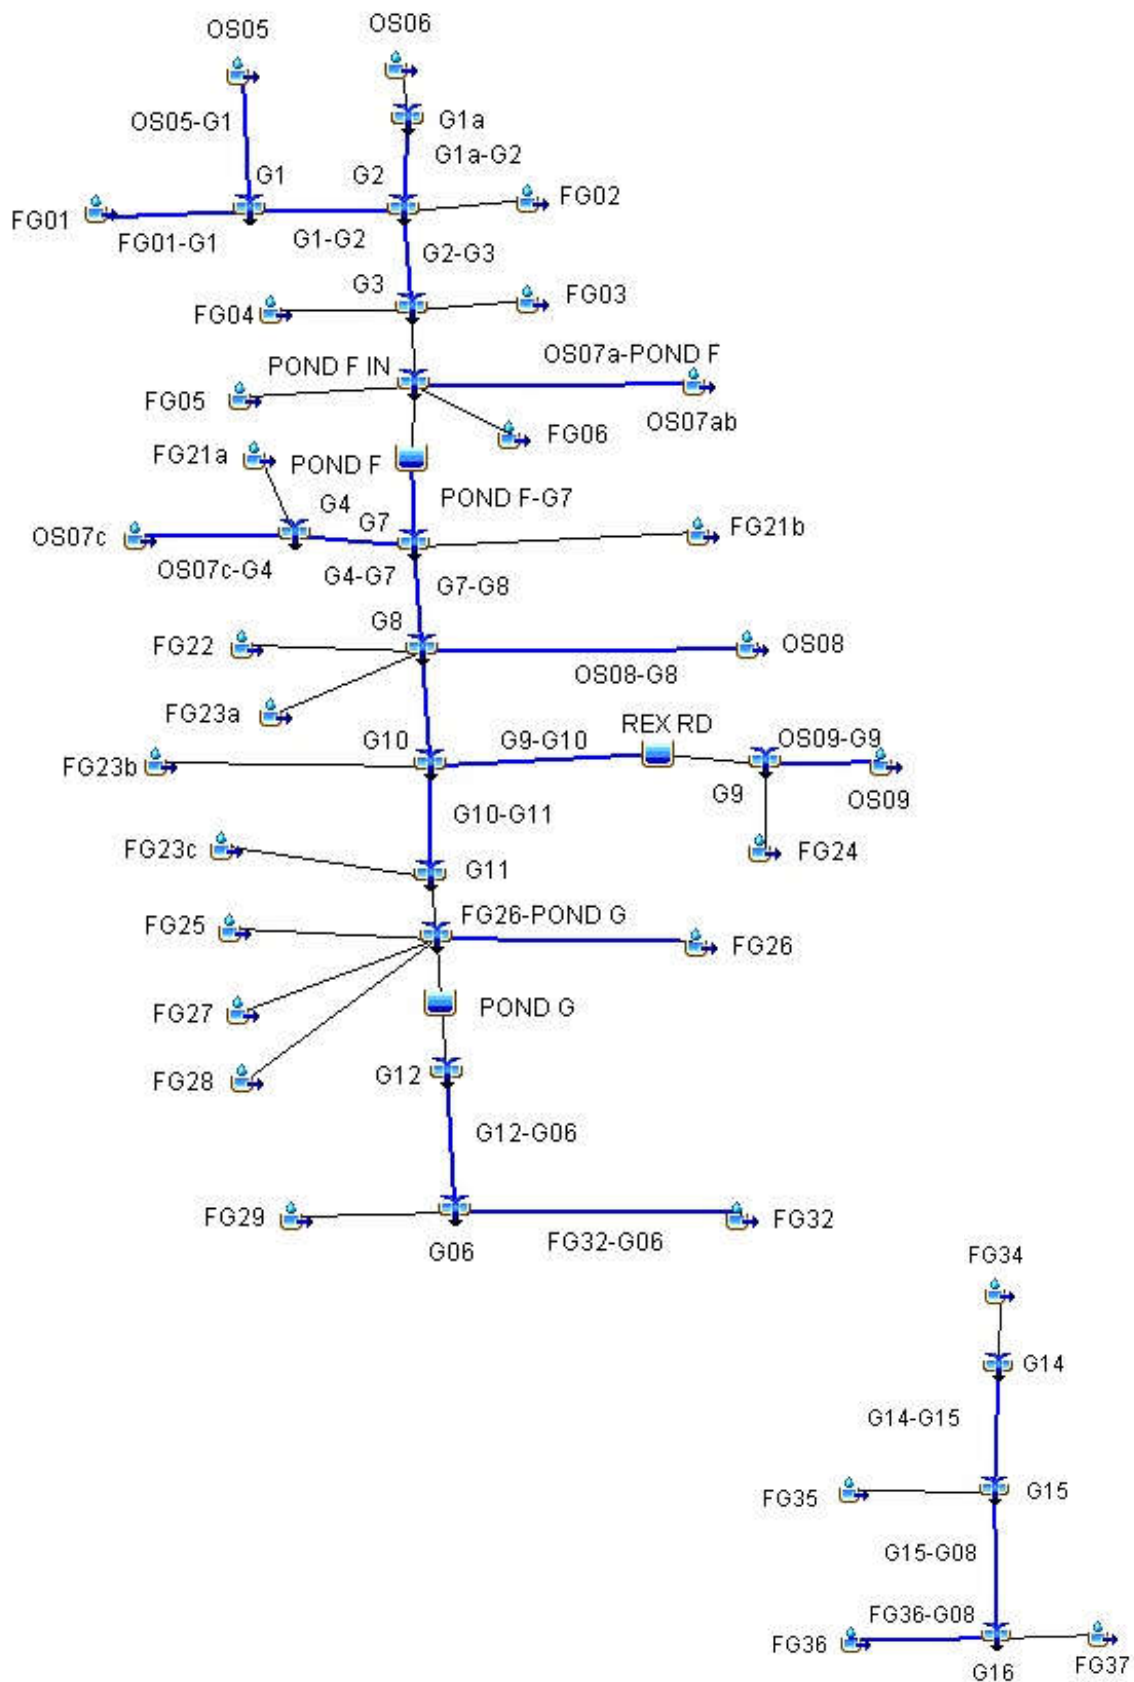 OS05
OS06
OS05-G1
G1a
G1a-G2
G1
G2
FG01
FG02
FG01-G1
G1-G2
G2-G3
G3
FG04
FG03
POND F IN
OS07a-POND F
FG05
OS07ab
FG06
FG21a
POND F
POND F-G7
G4
G7
OS07c
FG21b
OS07c-G4
G4-G7
G7-G8
G8
FG22
OS08
OS08-G8
FG23a
REX RD
G10
G9-G10
OS09-G9
FG23b
G9
OS09
G10-G11
FG23c
FG24
G11
FG26-POND G
FG25
FG26
FG27
POND G
FG28
G12
G12-G06
FG29
FG32
FG32-G06
G06
FG34
G14
G14-G15
FG35
G15
G15-G08
FG36-G08
FG36
G16
FG37